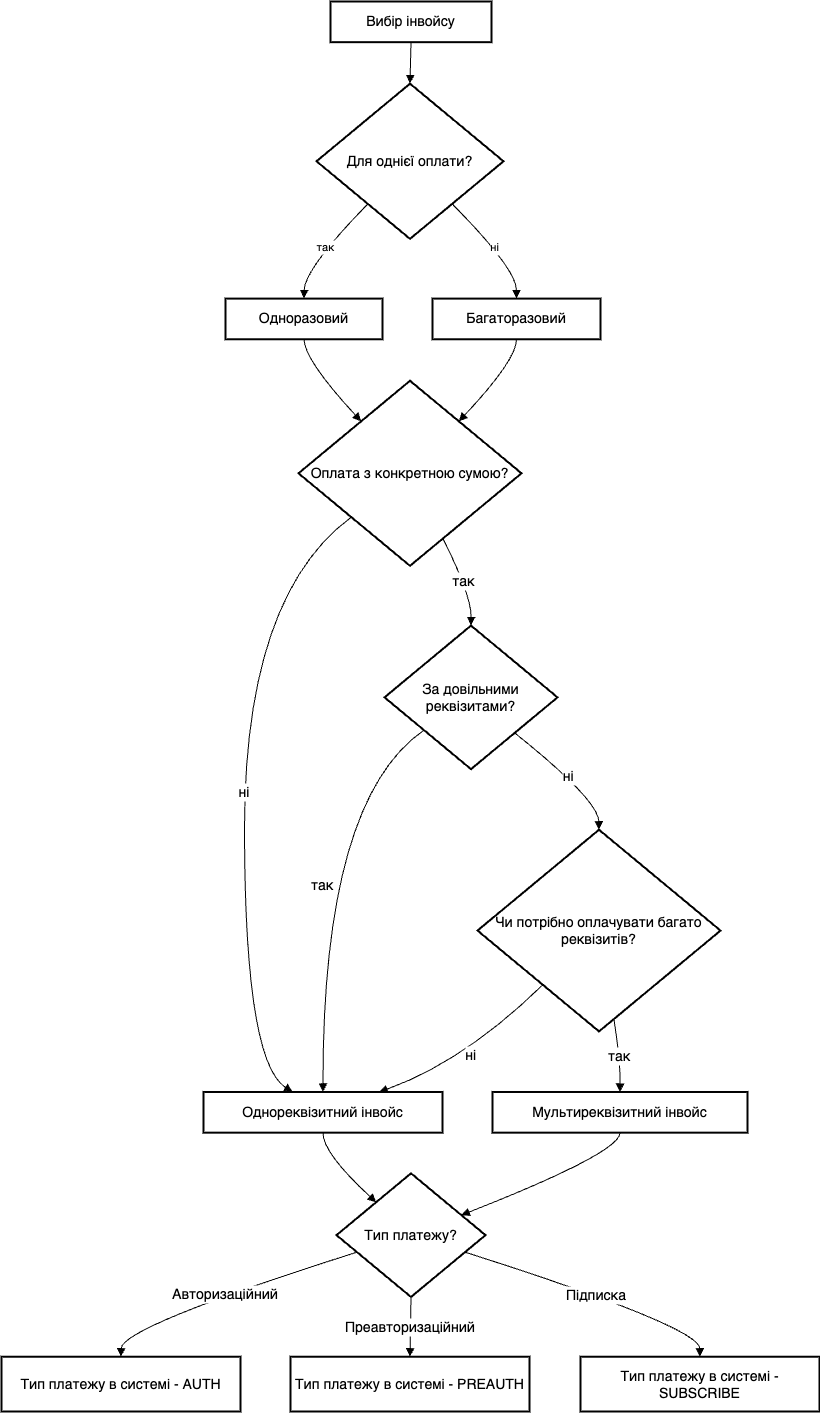 Вибір інвойсу
Для однієї оплати?
так
ні
Одноразовий
Багаторазовий
Оплата з конкретною сумою?
так
За довільними
реквізитами?
ні
ні
так
Чи потрібно оплачувати багато
реквізитів?
ні
так
Однореквізитний інвойс
Мультиреквізитний інвойс
Тип платежу?
Авторизаційний
Підписка
Преавторизаційний
Тип платежу в системі - AUTH
Тип платежу в системі - PREAUTH
Тип платежу в системі -
SUBSCRIBE